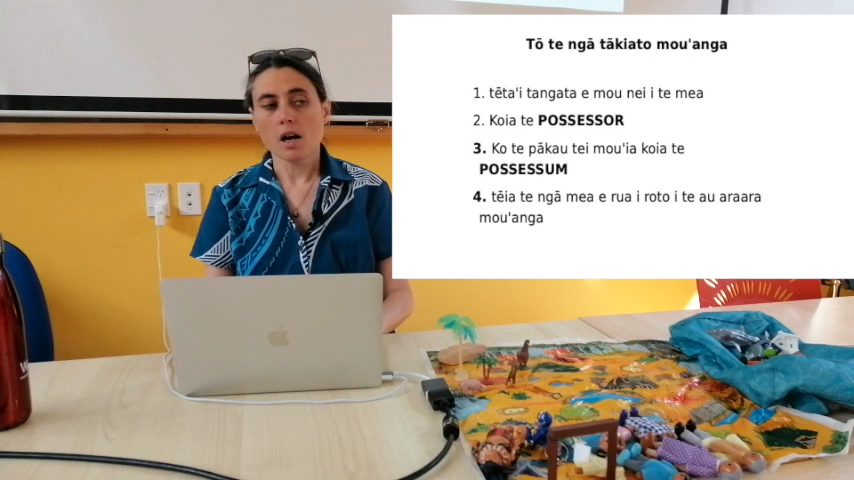 Tō te ngā tākiato mou'anga
1. tēta'i tangata e mou nei i te mea
2. Koia te POSSESSOR
3. Ko te pākau tei mou'ia koia te
POSSESSUM
4. tēia te ngā mea e rua i roto i te au araara
mou'anga